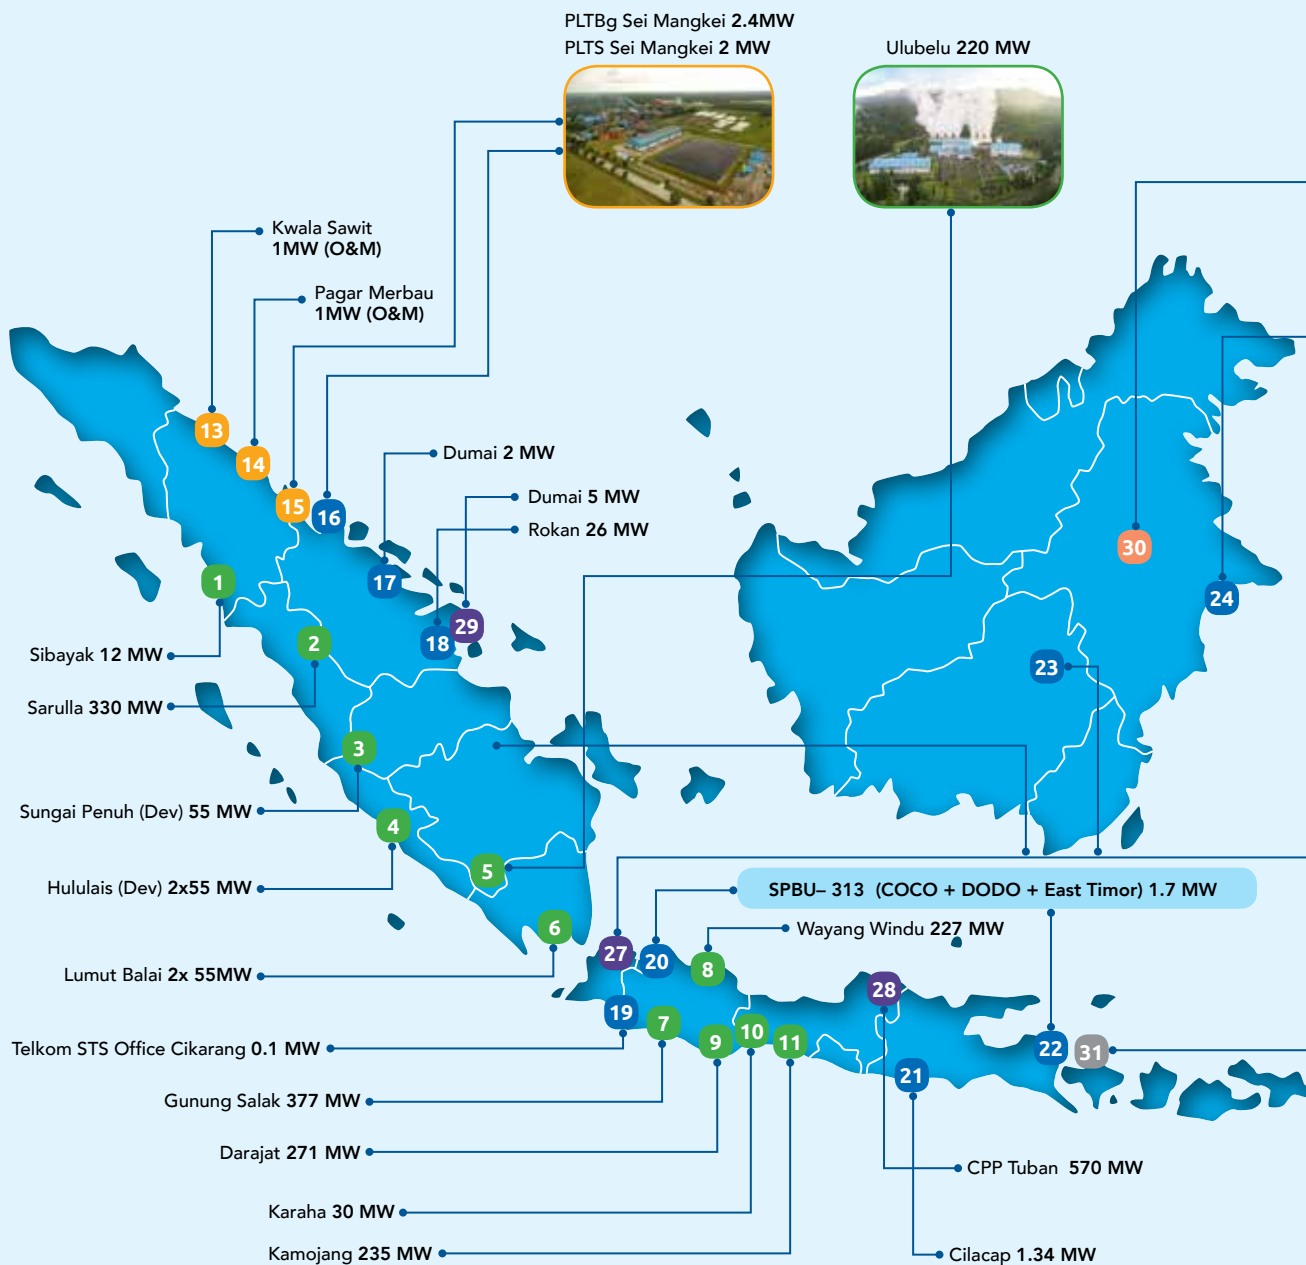 PLTBg Sei Mangkei 2.4MW
PLTS Sei Mangkei 2 MW
Ulubelu 220 MW
Kwala Sawit
1MW (O&M)
Pagar Merbau
1MW (O&M)
Dumai 2 MW
Dumai 5 MW
Rokan 26 MW
13
14
15
16
17
18
29
30
24
23
1
2
3
4
5
6
Sibayak 12 MW
Sarulla 330 MW
Sungai Penuh (Dev) 55 MW
Hululais (Dev) 2x55 MW
Lumut Balai 2x 55MW
SPBU– 313 (COCO + DODO + East Timor) 1.7 MW
Wayang Windu 227 MW
27
20
8
28
19
7
9
10
11
21
22
31
Telkom STS Office Cikarang 0.1 MW
Gunung Salak 377 MW
Darajat 271 MW
CPP Tuban 570 MW
Karaha 30 MW
Kamojang 235 MW
Cilacap 1.34 MW